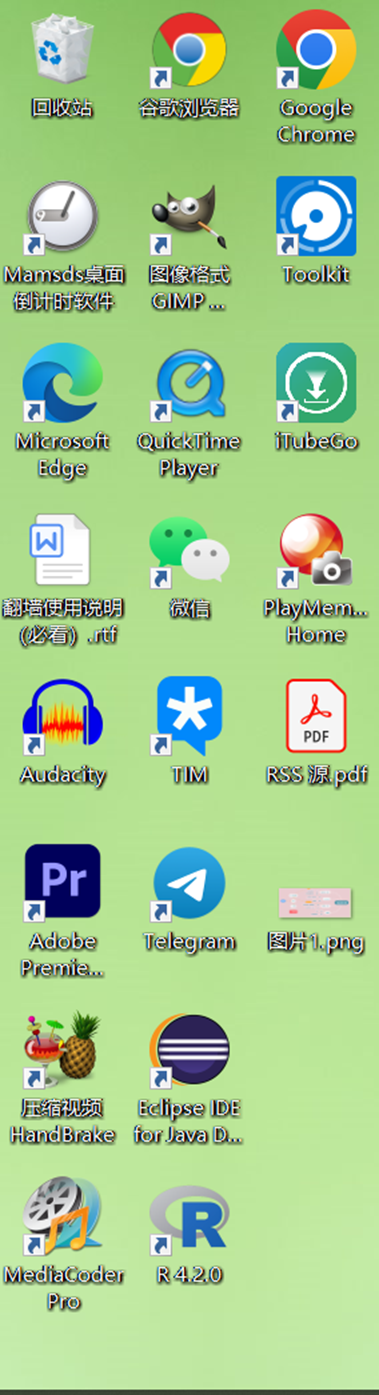 回收站
谷歌浏览器
Google
Chrome
Mamsds桌面
倒计时软件
图像格式
GIMP ...
Toolkit
Microsoft
Edge
QuickTime
Player
iTubeGo
W
翻墙使用说明
(必看) .rtf
微信
PlayMem...
Home
Audacity
TIM
PDF
RSS 源.pdf
Pr
Adobe
Premie...
Telegram
图片1.png
压缩视频
HandBrake
Eclipse IDE
for Java D...
MediaCoder
Pro
R
R 4.2.0